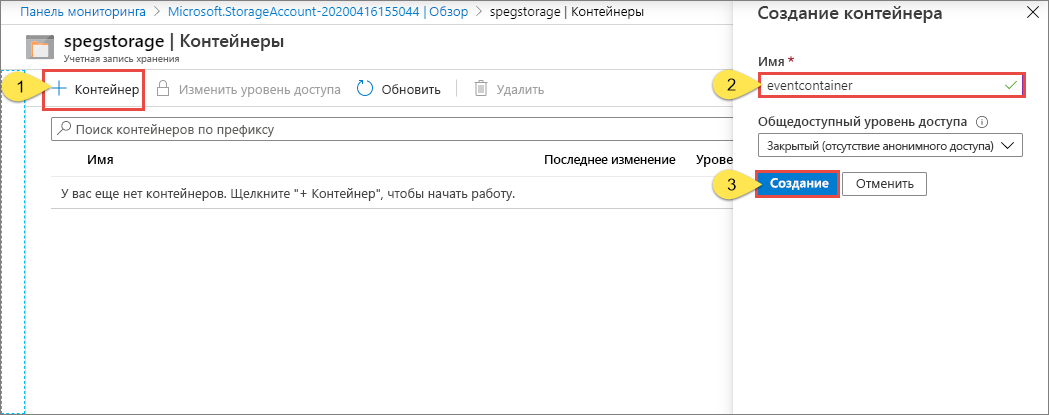 Панель мониторинга > Microsoft.StorageAccount-20200416155044 | Обзор > spegstorage | Контейнеры
spegstorage | Контейнеры
Учетная запись хранения
1
+ Контейнер
Изменить уровень доступа
Обновить
Удалить
Поиск контейнеров по префиксу
Имя Последнее изменение Урове
У вас еще нет контейнеров. Щелкните "+ Контейнер", чтобы начать работу.
Создание контейнера
Имя *
2
eventcontainer
Общедоступный уровень доступа
Закрытый (отсутствие анонимного доступа)
3
Создание
Отменить